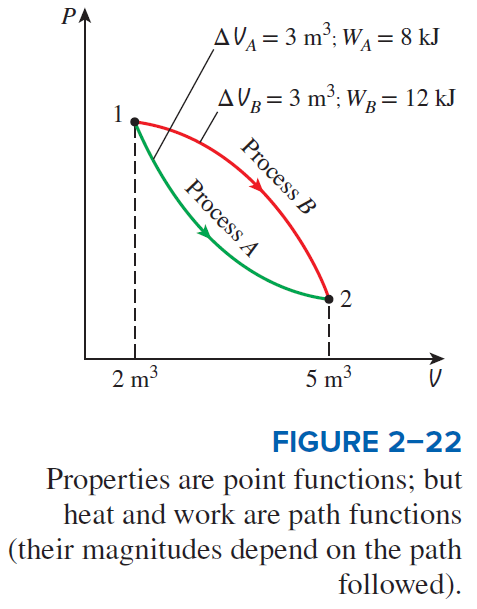 P
ΔV_A = 3 m³; W_A = 8 kJ
ΔV_B = 3 m³; W_B = 12 kJ
1
Process B
Process A
2
2 m³
5 m³
V
FIGURE 2–22
Properties are point functions; but
heat and work are path functions
(their magnitudes depend on the path
followed).